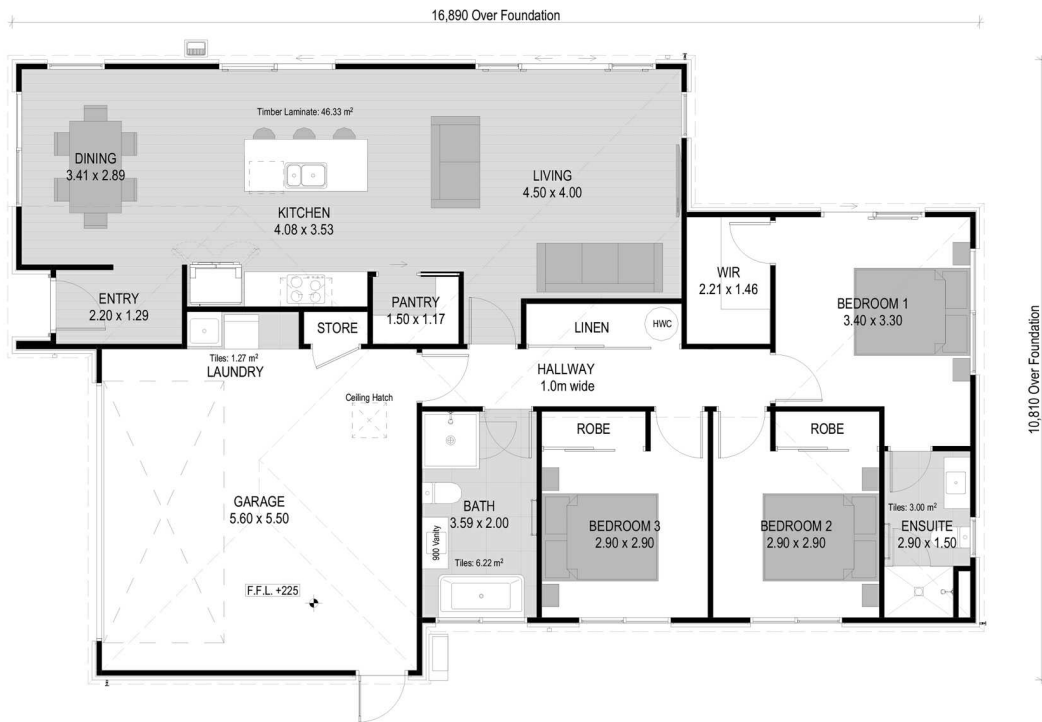 16,890 Over Foundation
10,810 Over Foundation
Timber Laminate: 46.33 m²
DINING
3.41 x 2.89
KITCHEN
4.08 x 3.53
LIVING
4.50 x 4.00
ENTRY
2.20 x 1.29
PANTRY
1.50 x 1.17
WIR
2.21 x 1.46
BEDROOM 1
3.40 x 3.30
STORE
LINEN
HWC
Tiles: 1.27 m²
LAUNDRY
HALLWAY
1.0m wide
Ceiling Hatch
ROBE
ROBE
GARAGE
5.60 x 5.50
BATH
3.59 x 2.00
900 Vanity
Tiles: 6.22 m²
BEDROOM 3
2.90 x 2.90
BEDROOM 2
2.90 x 2.90
Tiles: 3.00 m²
ENSUITE
2.90 x 1.50
F.F.L. +225